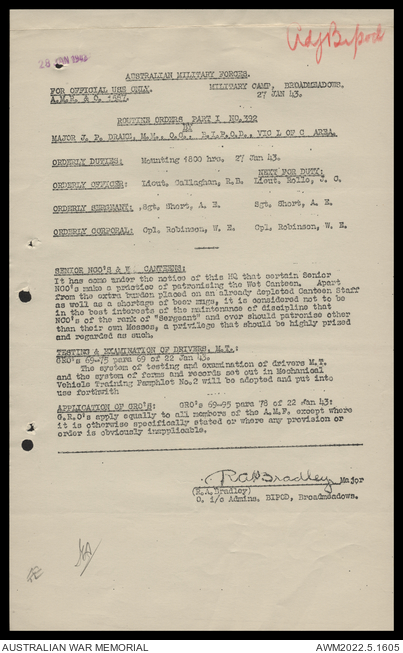 28 JAN 1943
Adj Bipod
AUSTRALIAN MILITARY FORCES.
FOR OFFICIAL USE ONLY. MILITARY CAMP, BROADMEADOWS.
A.M.R. & O. 1527. 27 JAN 43.
ROUTINE ORDERS PART I NO.392
BY
MAJOR J. P. DRAKE, M.M., O.C., B.I.P.O.D., VIC L OF C AREA.
ORDERLY DUTIES: Mounting 1800 hrs. 27 Jan 43.
NEXT FOR DUTY:
ORDERLY OFFICER: Lieut. Callaghan, R.B. Lieut. Rolls, J. C.
ORDERLY SERGEANT: Sgt. Short, A. E. Sgt. Short, A. E.
ORDERLY CORPORAL: Cpl. Robinson, W. E. Cpl. Robinson, W. E.
SENIOR NCO'S & CANTEENS:
It has come under the notice of this HQ that certain Senior
NCO's make a practice of patronising the Wet Canteen. Apart
from the extra burden placed on an already depleted Canteen Staff
as well as a shortage of beer mugs, it is considered not to be
in the best interests of the maintenance of discipline that
NCO's of the rank of "Sergeant" and over should patronise other
than their own Messes, a privilege that should be highly prized
and regarded as such.
TESTING & EXAMINATION OF DRIVERS, M.T.:
GRO's 69-75 para 69 of 22 Jan 43.
The system of testing and examination of drivers M.T.
and the system of forms and records set out in Mechanical
Vehicle Training Pamphlet No.2 will be adopted and put into
use forthwith
APPLICATION OF GRO'S: GRO's 69-95 para 78 of 22 Jan 43:
G.R.O's apply equally to all members of the A.M.F. except where
it is otherwise specifically stated or where any provision or
order is obviously inapplicable.
RABradley Major
(R.A.Bradley)
O. i/c Admins. BIPOD, Broadmeadows.
AUSTRALIAN WAR MEMORIAL AWM2022.5.1605